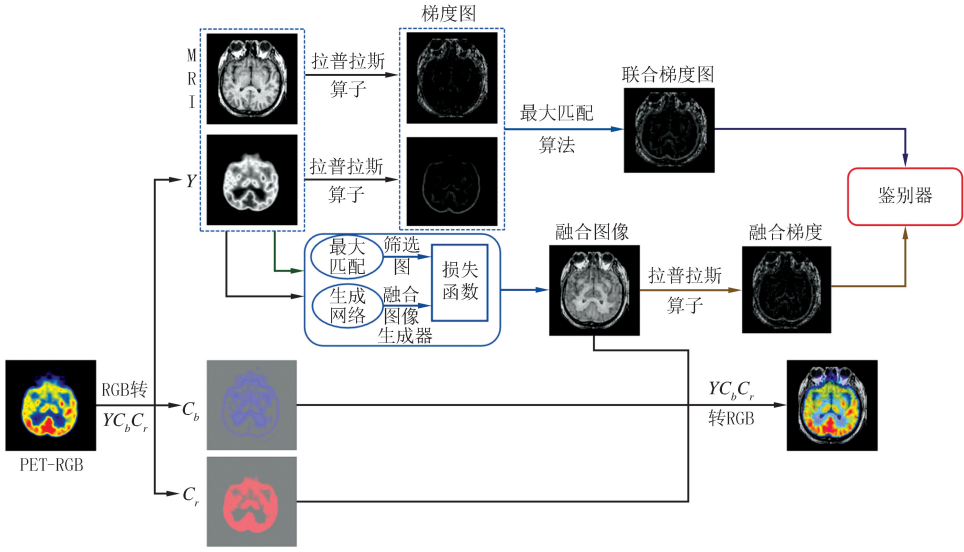 梯度图
M
R
I
拉普拉斯
算子
联合梯度图
最大匹配
算法
Y
拉普拉斯
算子
鉴别器
最大
匹配
筛选
图
损失
函数
生成
网络
融合
图像
生成器
融合图像
拉普拉斯
算子
融合梯度
RGB转
YCbCr
PET-RGB
Cb
YCbCr
转RGB
Cr